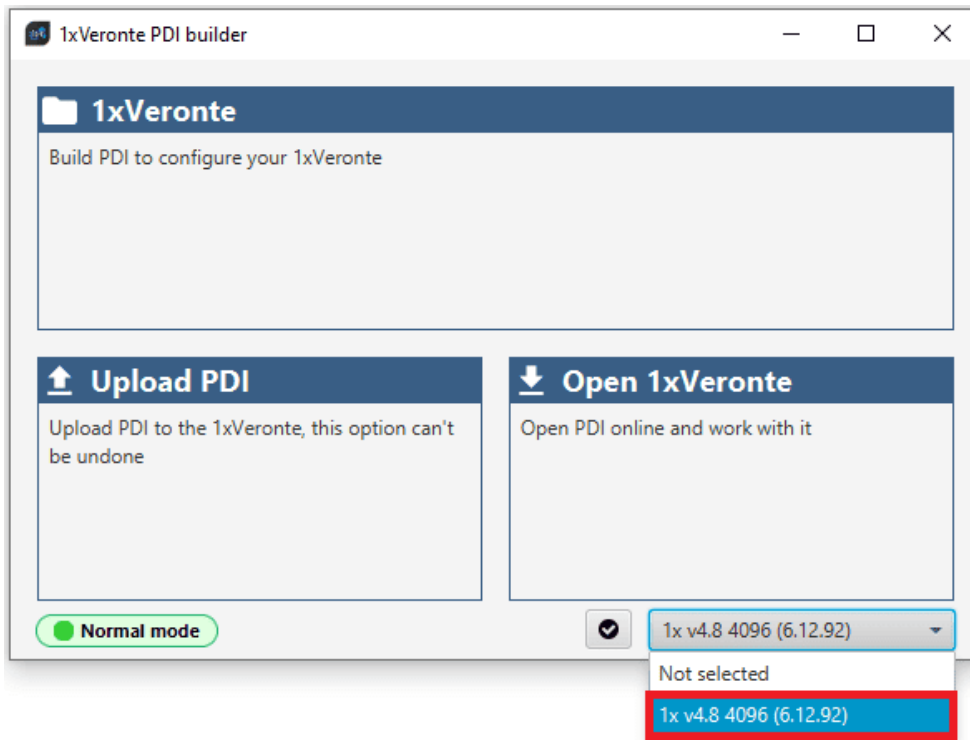 1xVeronte PDI builder
1xVeronte
Build PDI to configure your 1xVeronte
Upload PDI
Upload PDI to the 1xVeronte, this option can't
be undone
Open 1xVeronte
Open PDI online and work with it
Normal mode
1x v4.8 4096 (6.12.92)
Not selected
1x v4.8 4096 (6.12.92)